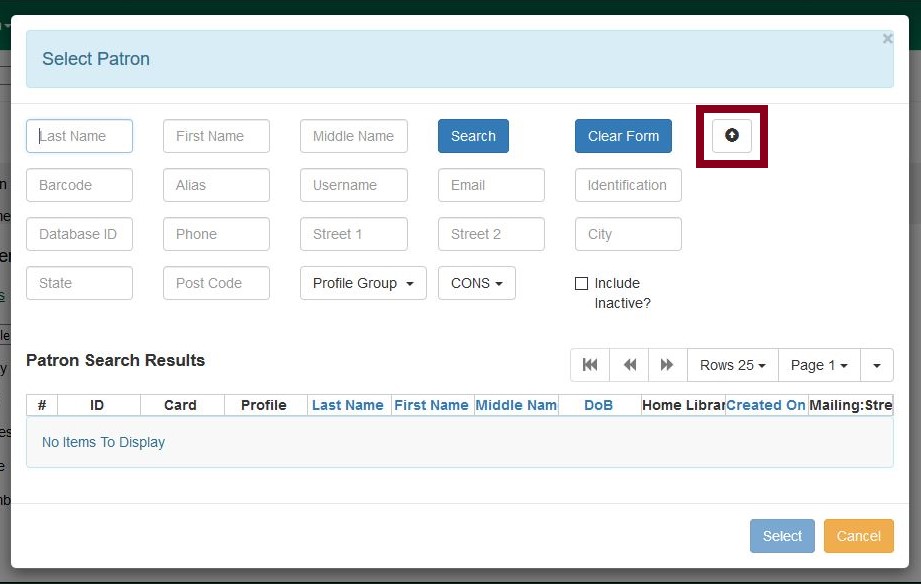 Select Patron
×
Last Name First Name Middle Name Search Clear Form
Barcode Alias Username Email Identification
Database ID Phone Street 1 Street 2 City
State Post Code Profile Group CONS Include
Inactive?
Patron Search Results Rows 25 Page 1
# ID Card Profile Last Name First Name Middle Nam DoB Home Librar Created On Mailing:Stre
No Items To Display
Select Cancel